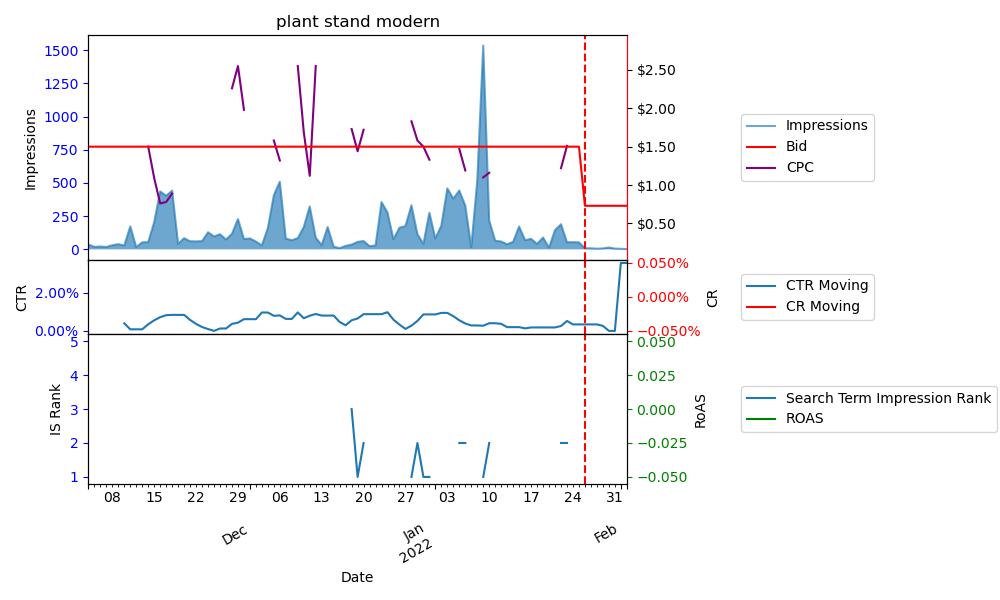 plant stand modern
Impressions
1500
1250
1000
750
500
250
0
$2.50
$2.00
$1.50
$1.00
$0.50
Impressions
Bid
CPC
CTR
2.00%
0.00%
0.050%
0.000%
−0.050%
CR
CTR Moving
CR Moving
IS Rank
5
4
3
2
1
0.050
0.025
0.000
−0.025
−0.050
RoAS
Search Term Impression Rank
ROAS
08 15 22 29 06 13 20 27 03 10 17 24 31
Dec Jan Feb
2022
Date